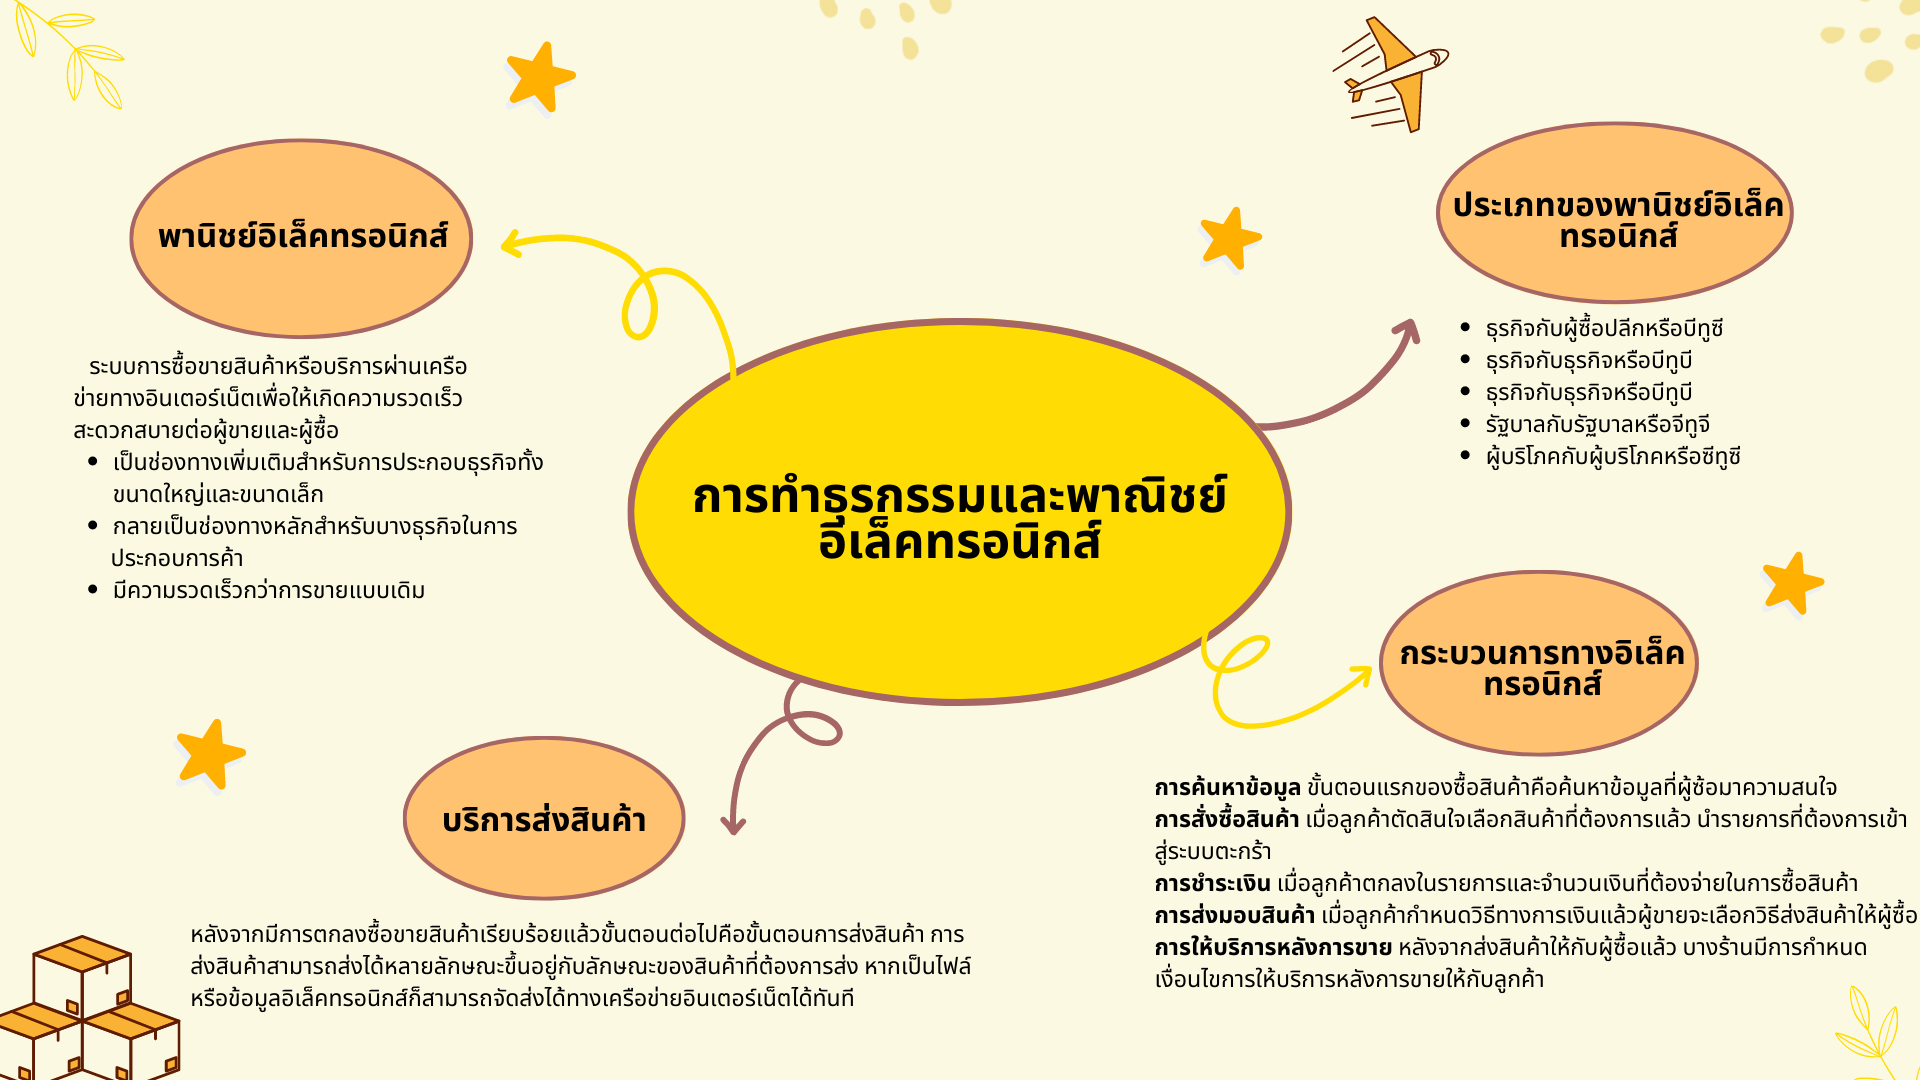 การทำธุรกรรมและพาณิชย์
อิเล็คทรอนิกส์
พานิชย์อิเล็คทรอนิกส์
ระบบการซื้อขายสินค้าหรือบริการผ่านเครือ
ข่ายทางอินเตอร์เน็ตเพื่อให้เกิดความรวดเร็ว
สะดวกสบายต่อผู้ขายและผู้ซื้อ
• เป็นช่องทางเพิ่มเติมสำหรับการประกอบธุรกิจทั้ง
ขนาดใหญ่และขนาดเล็ก
• กลายเป็นช่องทางหลักสำหรับบางธุรกิจในการ
ประกอบการค้า
• มีความรวดเร็วกว่าการขายแบบเดิม
ประเภทของพานิชย์อิเล็ค
ทรอนิกส์
• ธุรกิจกับผู้ซื้อปลีกหรือบีทูซี
• ธุรกิจกับธุรกิจหรือบีทูบี
• ธุรกิจกับธุรกิจหรือบีทูบี
• รัฐบาลกับรัฐบาลหรือจีทูจี
• ผู้บริโภคกับผู้บริโภคหรือซีทูซี
กระบวนการทางอิเล็ค
ทรอนิกส์
การค้นหาข้อมูล ขั้นตอนแรกของซื้อสินค้าคือค้นหาข้อมูลที่ผู้ซ้อมาความสนใจ
การสั่งซื้อสินค้า เมื่อลูกค้าตัดสินใจเลือกสินค้าที่ต้องการแล้ว นำรายการที่ต้องการเข้า
สู่ระบบตะกร้า
การชำระเงิน เมื่อลูกค้าตกลงในรายการและจำนวนเงินที่ต้องจ่ายในการซื้อสินค้า
การส่งมอบสินค้า เมื่อลูกค้ากำหนดวิธีทางการเงินแล้วผู้ขายจะเลือกวิธีส่งสินค้าให้ผู้ซื้อ
การให้บริการหลังการขาย หลังจากส่งสินค้าให้กับผู้ซื้อแล้ว บางร้านมีการกำหนด
เงื่อนไขการให้บริการหลังการขายให้กับลูกค้า
บริการส่งสินค้า
หลังจากมีการตกลงซื้อขายสินค้าเรียบร้อยแล้วขั้นตอนต่อไปคือขั้นตอนการส่งสินค้า การ
ส่งสินค้าสามารถส่งได้หลายลักษณะขึ้นอยู่กับลักษณะของสินค้าที่ต้องการส่ง หากเป็นไฟล์
หรือข้อมูลอิเล็คทรอนิกส์ก็สามารถจัดส่งได้ทางเครือข่ายอินเตอร์เน็ตได้ทันที